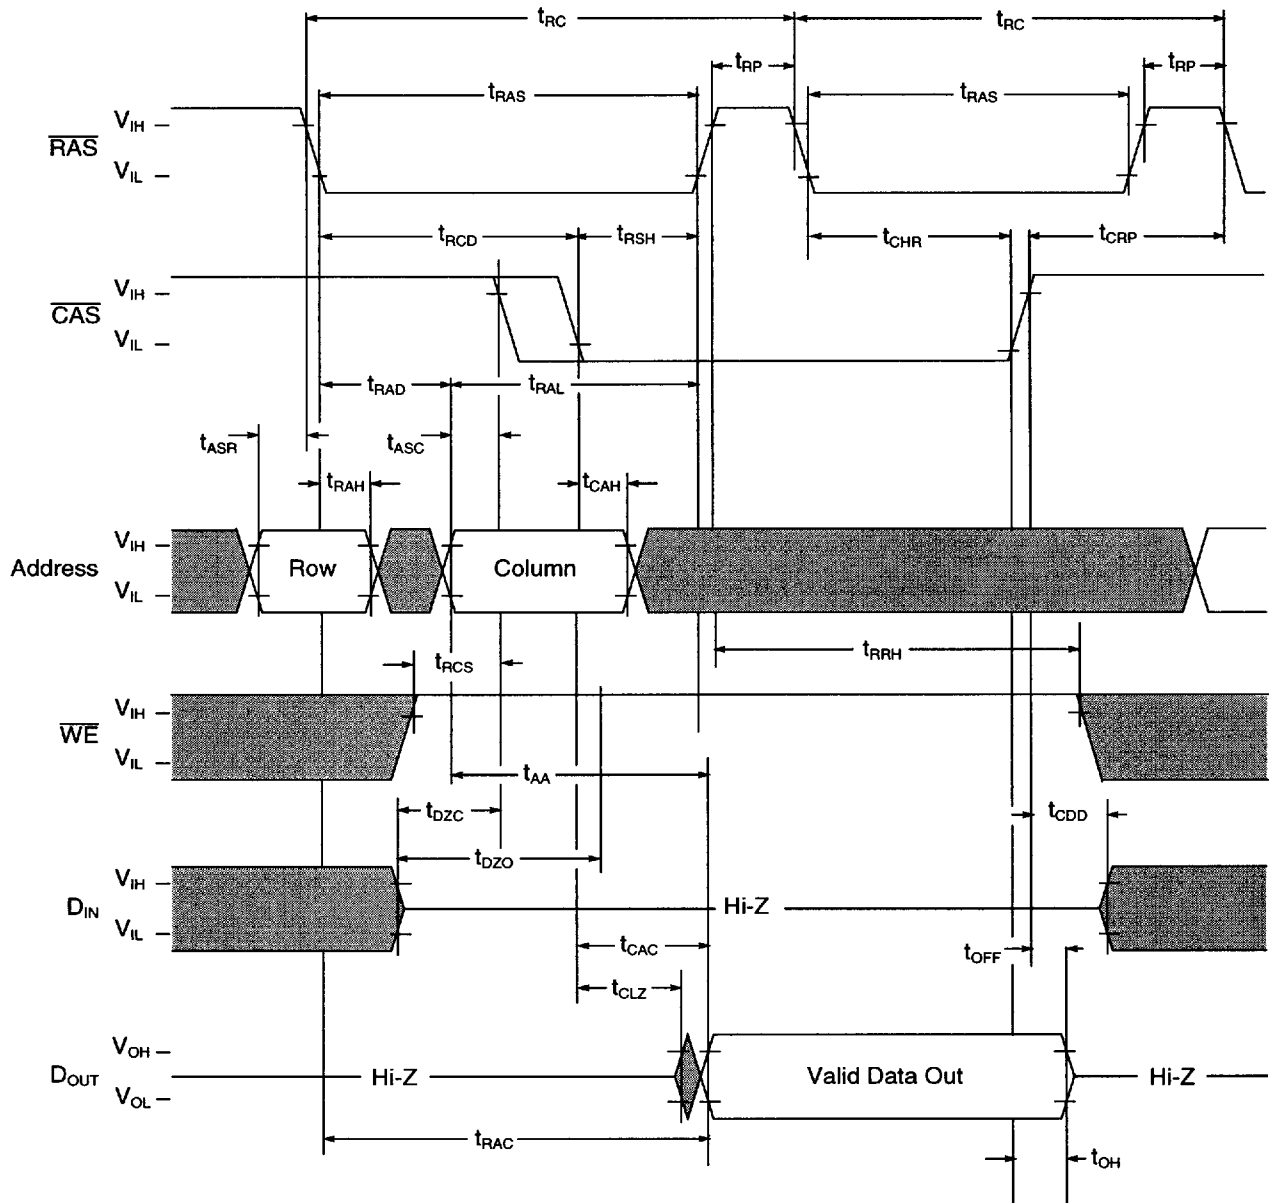 tRC tRC
tRP tRP
tRAS tRAS
RAS VIH
VIL
tRCD tRSH tCHR tCRP
CAS VIH
VIL
tRAD tRAL
tASR tASC
tRAH tCAH
Address VIH Row Column
VIL
tRCS tRRH
WE VIH
VIL
tAA
tDZC tCDD
tDZO
DIN VIH
Hi-Z
VIL
tCAC tOFF
tCLZ
DOUT VOH
Hi-Z Valid Data Out Hi-Z
VOL
tRAC
tOH